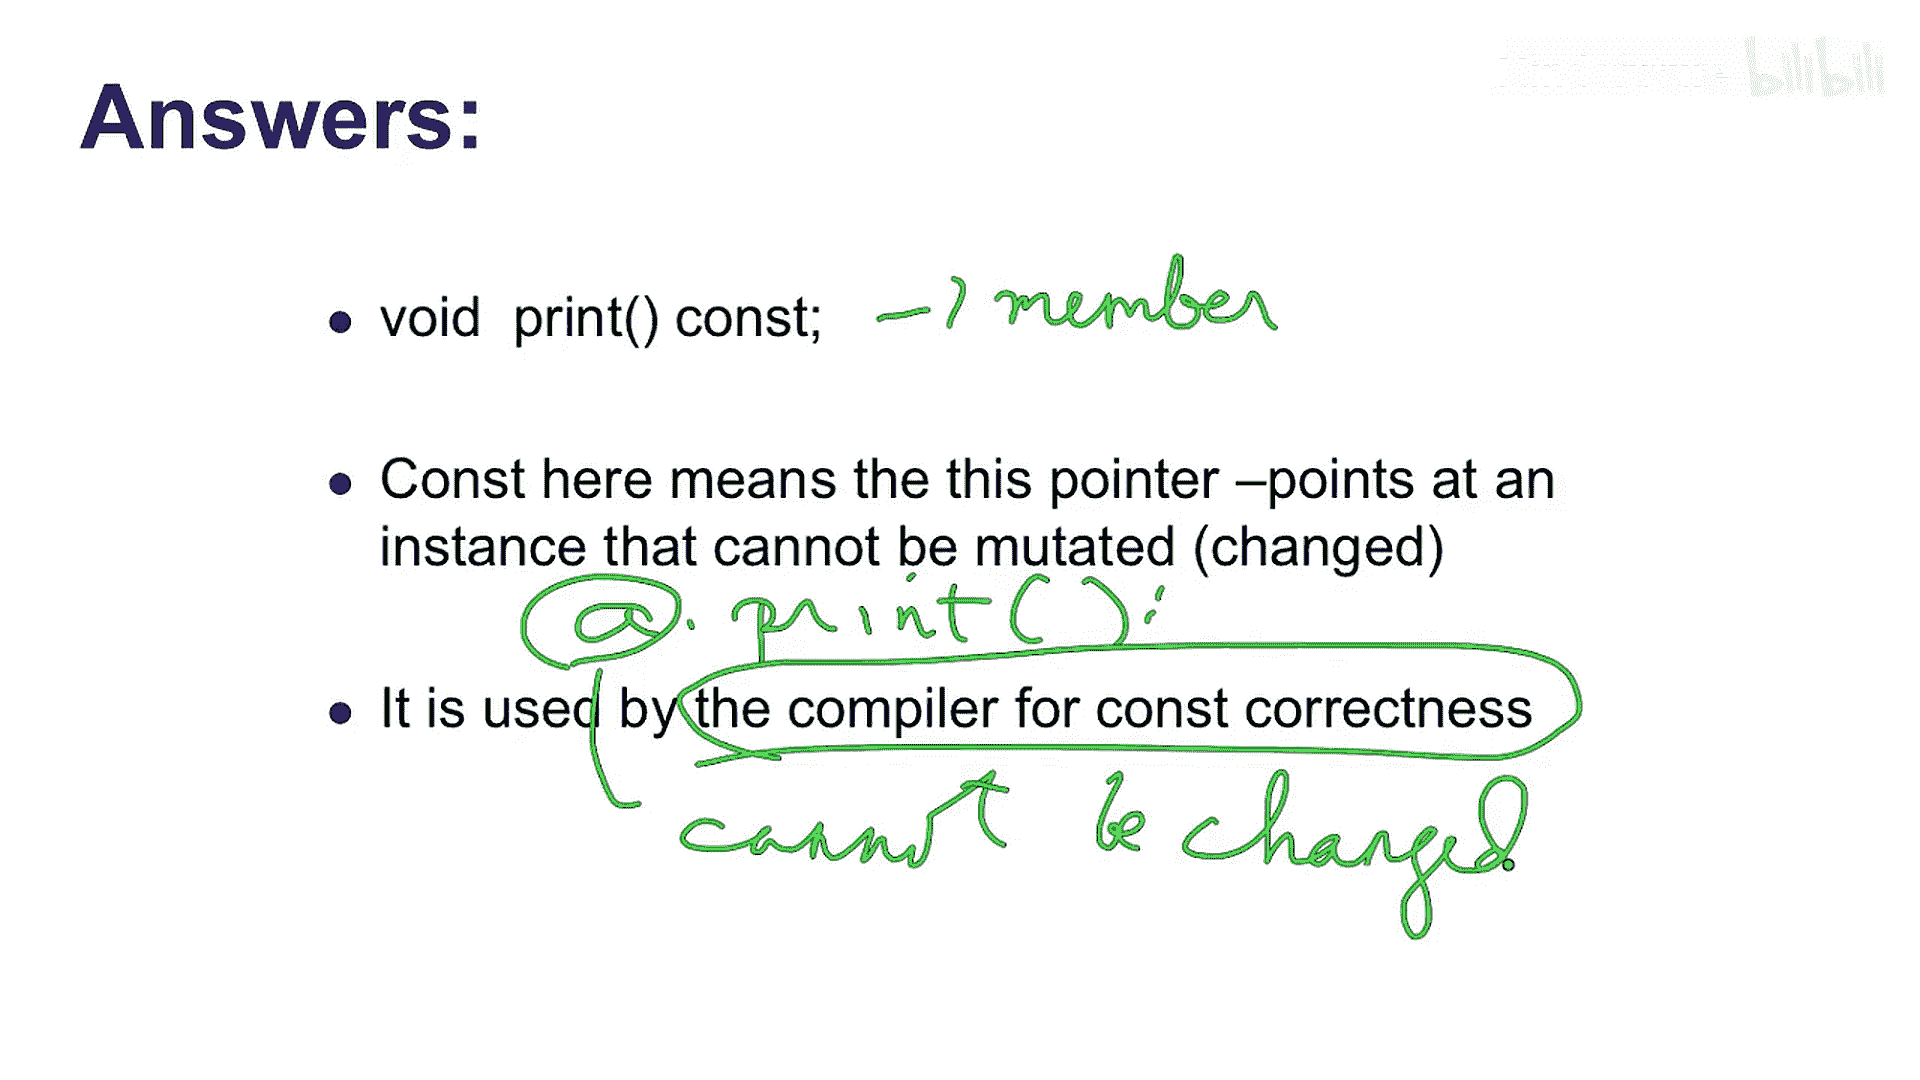 bilibili
Answers:
void print() const; → member
Const here means the this pointer –points at an
instance that cannot be mutated (changed)
a. print();
It is used by the compiler for const correctness
cannot be changed